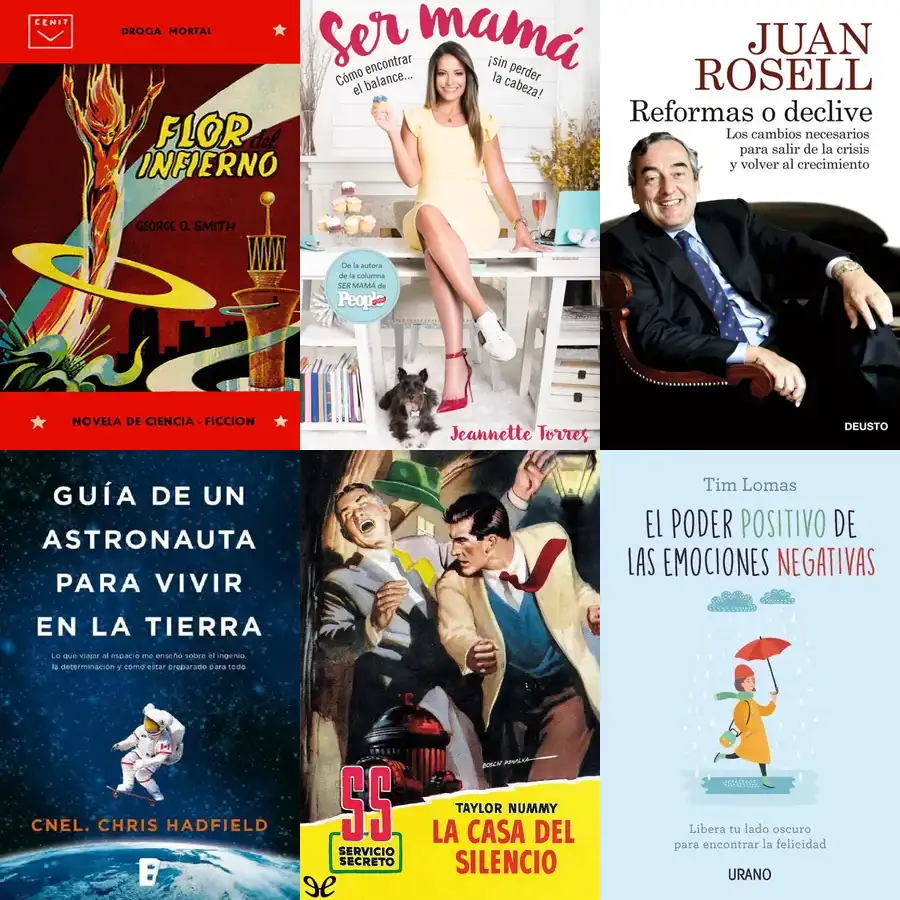 CENIT
DROGA MORTAL
FLOR del
INFIERNO
GEORGE O. SMITH
NOVELA DE CIENCIA - FICCION
Ser mamá
Cómo encontrar
el balance...
¡sin perder
la cabeza!
De la autora
de la columna
SER MAMÁ de
People
Jeannette Torres
JUAN
ROSELL
Reformas o declive
Los cambios necesarios
para salir de la crisis
y volver al crecimiento
DEUSTO
GUÍA DE UN
ASTRONAUTA
PARA VIVIR
EN LA TIERRA
Lo que viajar al espacio me enseñó sobre el ingenio,
la determinación y cómo estar preparado para todo
CNEL. CHRIS HADFIELD
B
BOSCH PENALVA
SS
SERVICIO
SECRETO
TAYLOR NUMMY
LA CASA DEL
SILENCIO
Tim Lomas
EL PODER POSITIVO DE
LAS EMOCIONES NEGATIVAS
Libera tu lado oscuro
para encontrar la felicidad
URANO